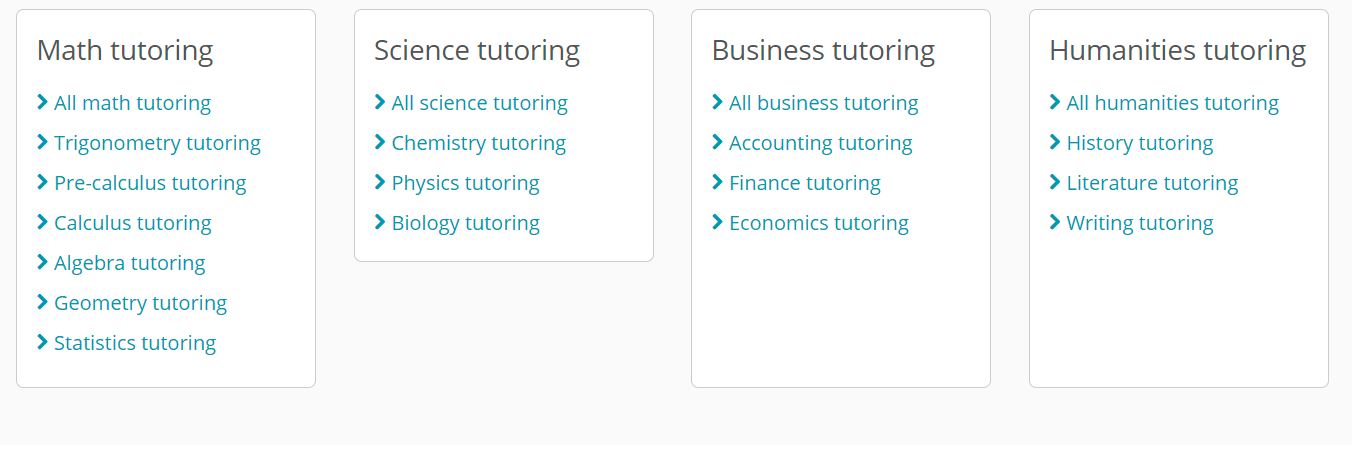 Math tutoring
All math tutoring
Trigonometry tutoring
Pre-calculus tutoring
Calculus tutoring
Algebra tutoring
Geometry tutoring
Statistics tutoring
Science tutoring
All science tutoring
Chemistry tutoring
Physics tutoring
Biology tutoring
Business tutoring
All business tutoring
Accounting tutoring
Finance tutoring
Economics tutoring
Humanities tutoring
All humanities tutoring
History tutoring
Literature tutoring
Writing tutoring